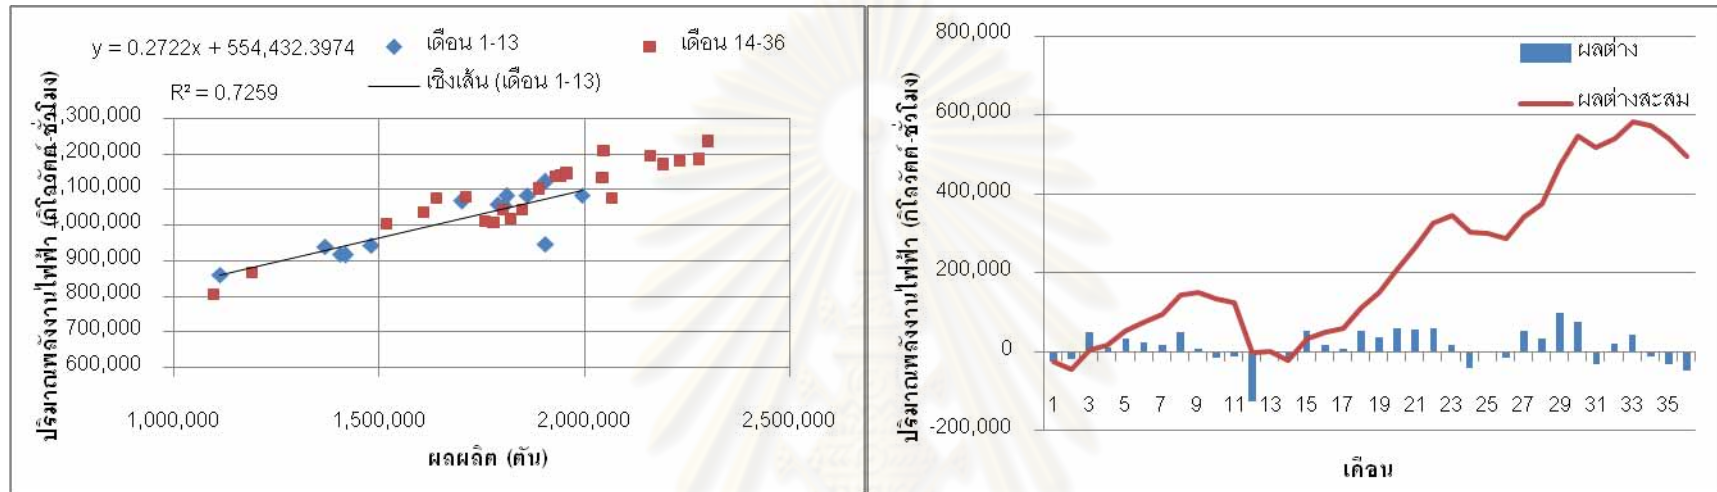 y = 0.2722x + 554,432.3974
เดือน 1-13
เดือน 14-36
R² = 0.7259
เชิงเส้น (เดือน 1-13)
ปริมาณพลังงานไฟฟ้า (กิโลวัตต์-ชั่วโมง)
,300,000
,200,000
,100,000
,000,000
900,000
800,000
700,000
600,000
1,000,000
1,500,000
2,000,000
2,500,000
ผลผลิต (ตัน)
ปริมาณพลังงานไฟฟ้า (กิโลวัตต์-ชั่วโมง)
800,000
600,000
400,000
200,000
0
-200,000
ผลต่าง
ผลต่างสะสม
1 3 5 7 9 11 13 15 17 19 21 23 25 27 29 31 33 35
เดือน